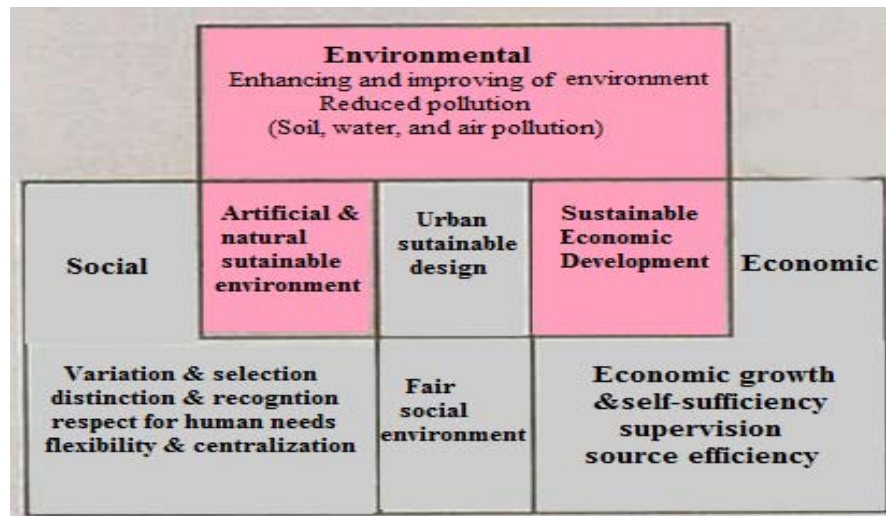 Environmental
Enhancing and improving of environment
Reduced pollution
(Soil, water, and air pollution)
Social
Artificial &
natural
sutainable
environment
Urban
sutainable
design
Sustainable
Economic
Development
Economic
Variation & selection
distinction & recogntion
respect for human needs
flexibility & centralization
Fair
social
environment
Economic growth
&self-sufficiency
supervision
source efficiency